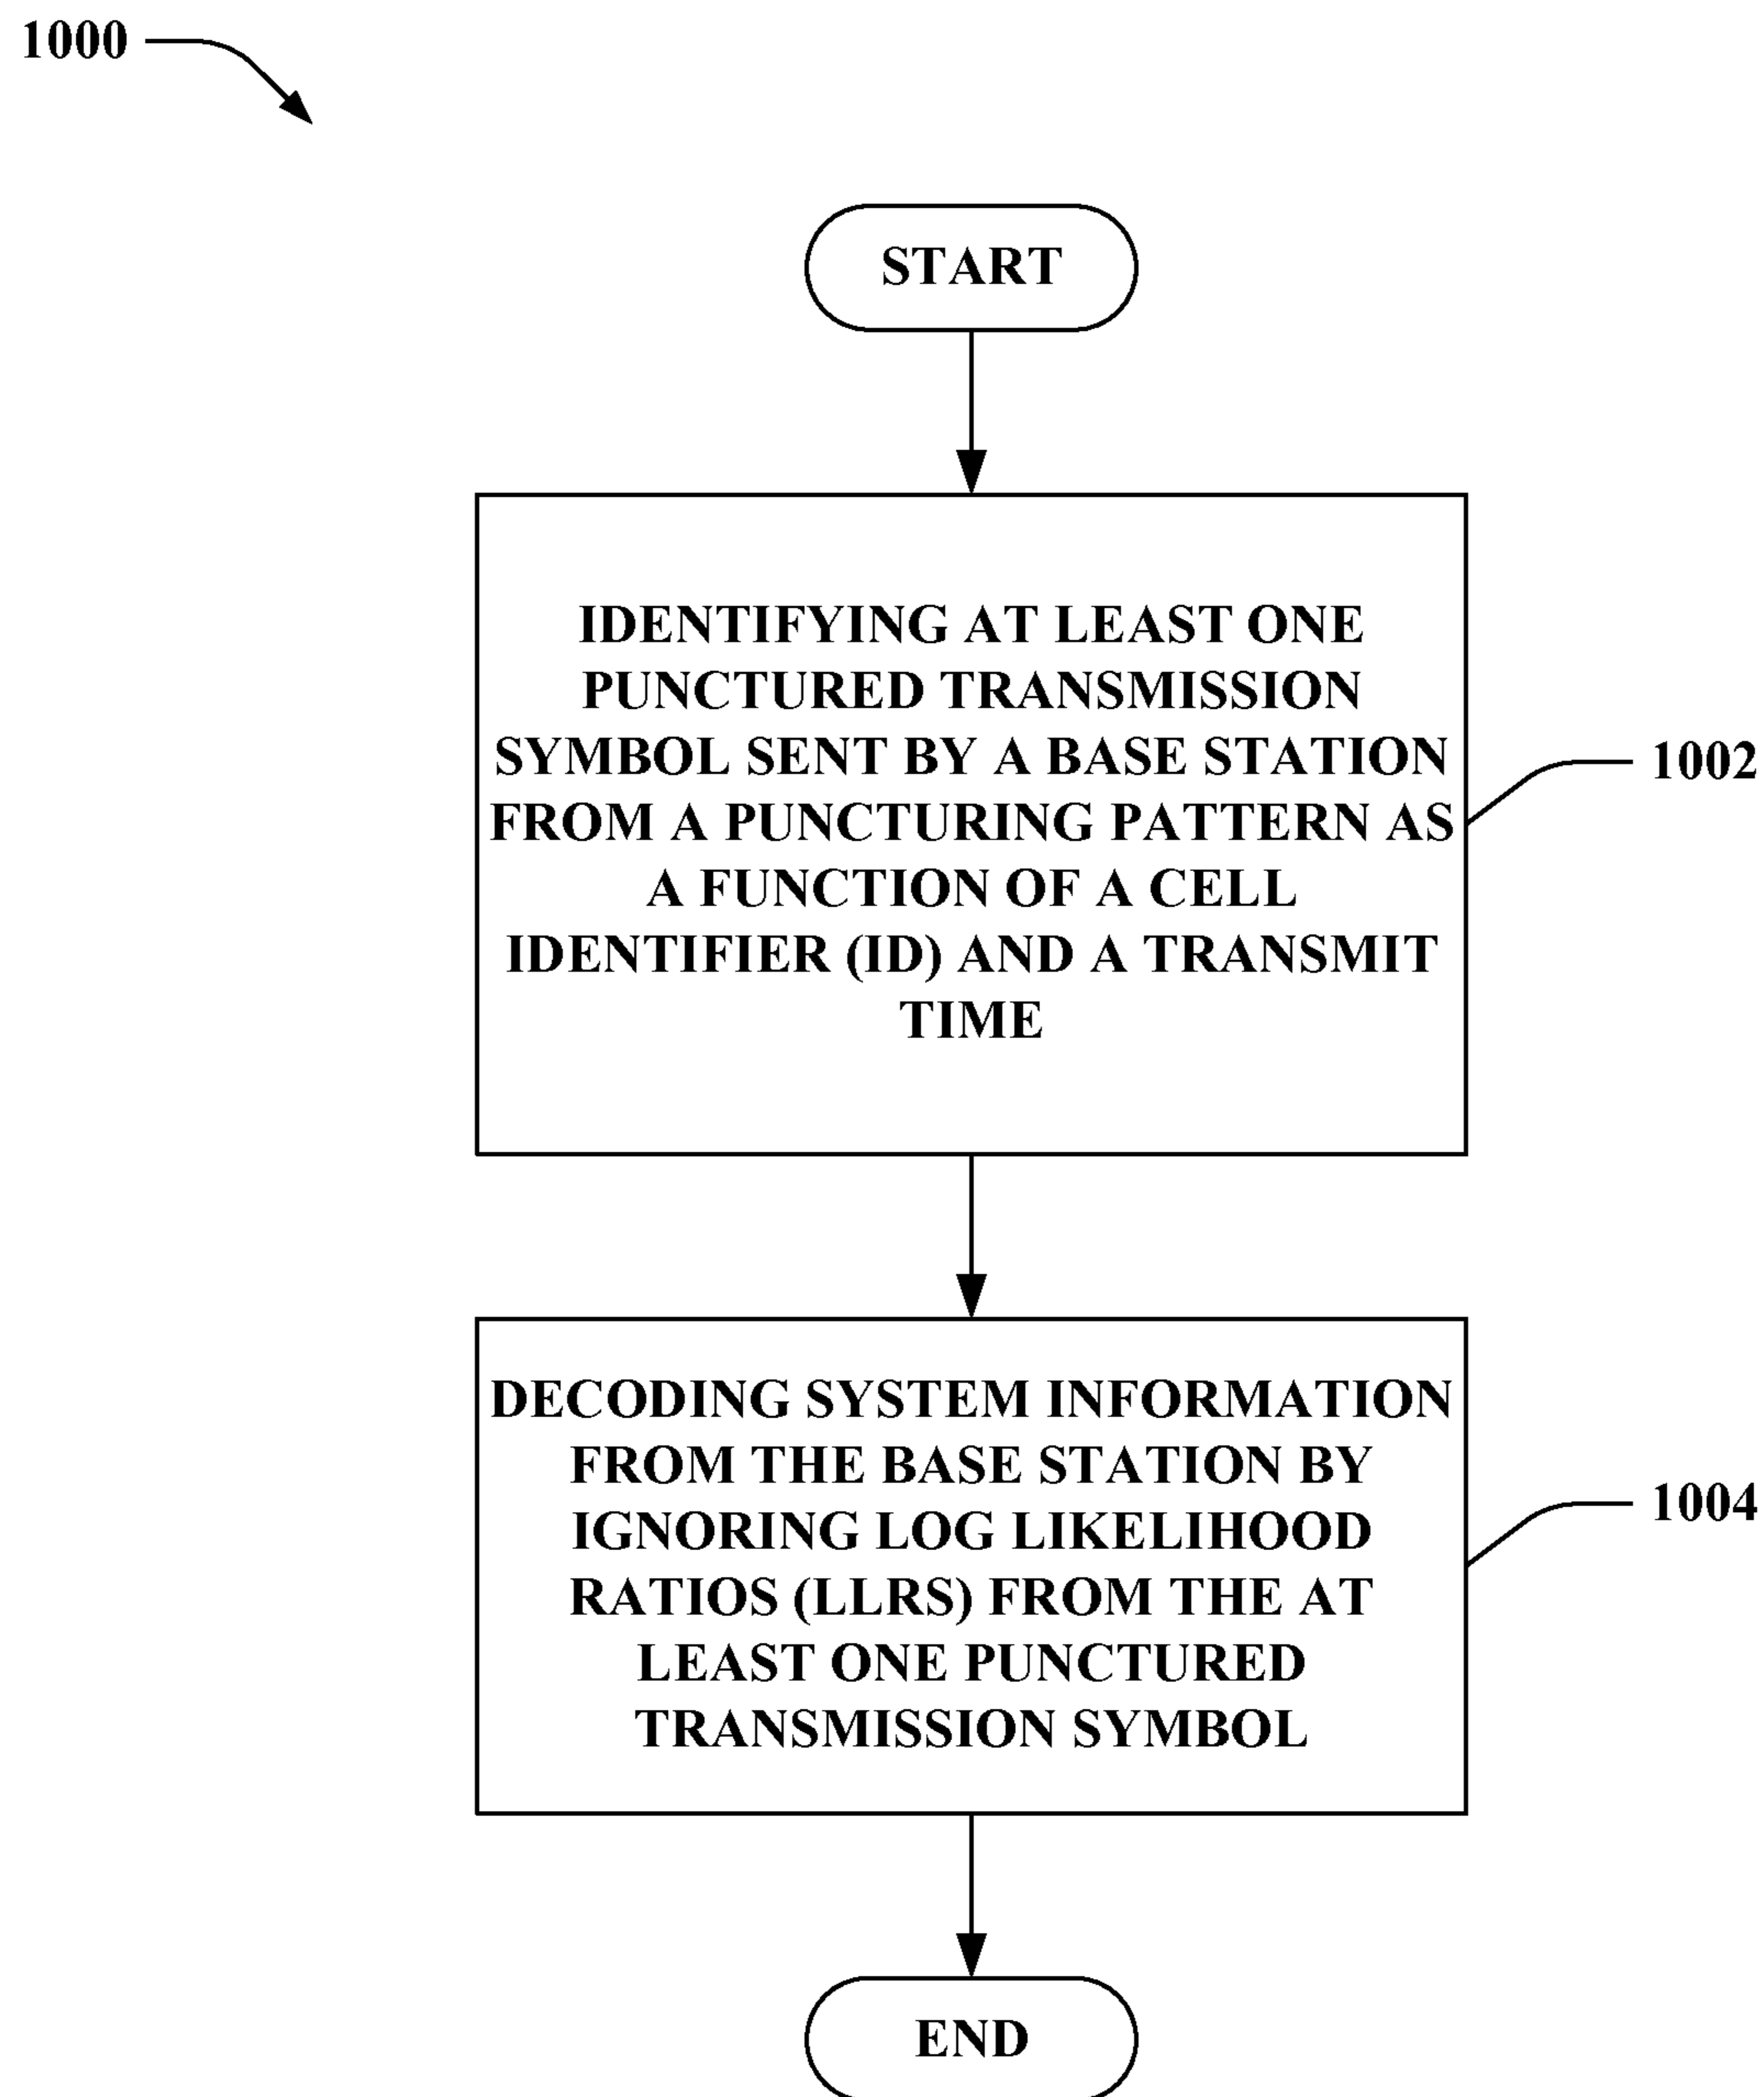 1000
START
IDENTIFYING AT LEAST ONE
PUNCTURED TRANSMISSION
SYMBOL SENT BY A BASE STATION
FROM A PUNCTURING PATTERN AS
A FUNCTION OF A CELL
IDENTIFIER (ID) AND A TRANSMIT
TIME
1002
DECODING SYSTEM INFORMATION
FROM THE BASE STATION BY
IGNORING LOG LIKELIHOOD
RATIOS (LLRS) FROM THE AT
LEAST ONE PUNCTURED
TRANSMISSION SYMBOL
1004
END